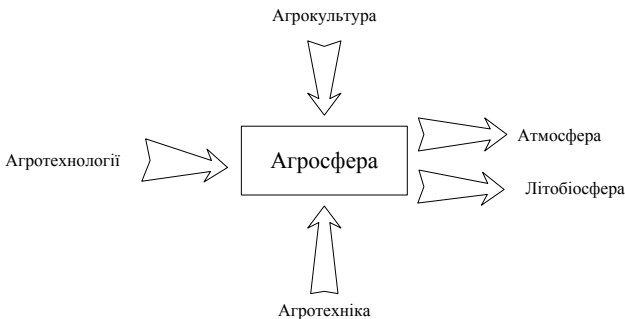 Агрокультура
Агротехнології
Агросфера
Атмосфера
Літобіосфера
Агротехніка